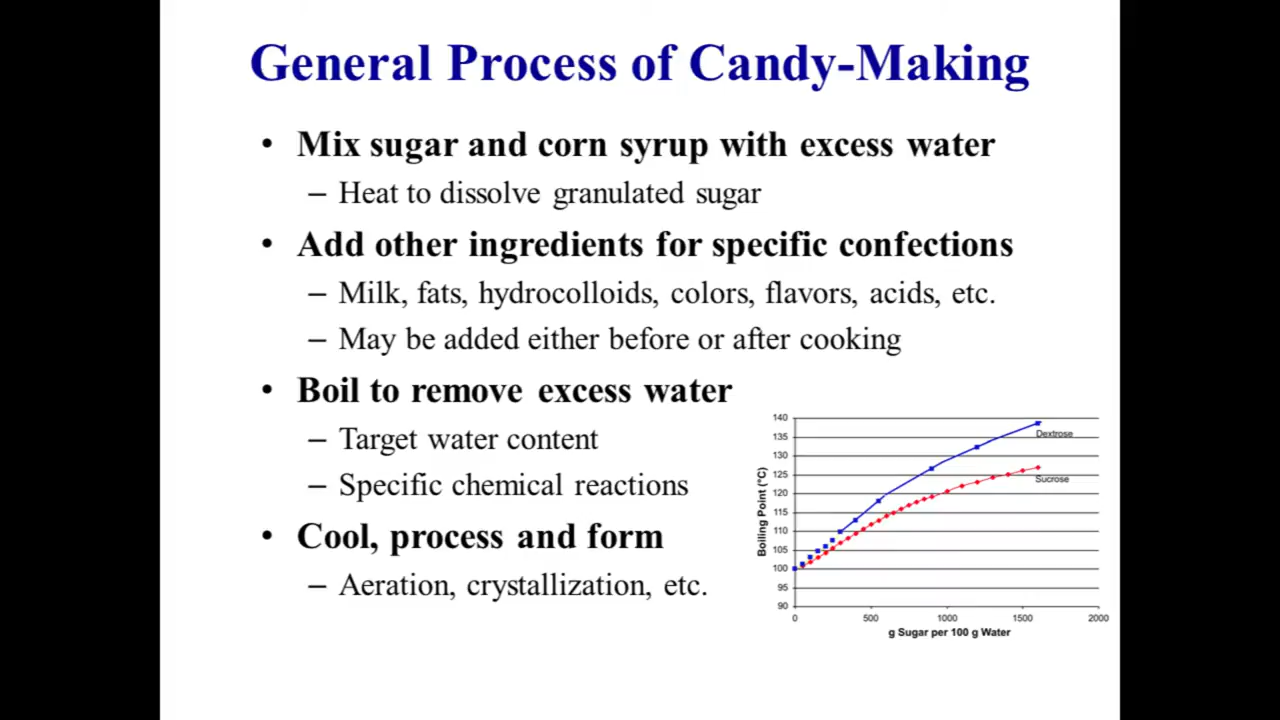 General Process of Candy-Making
• Mix sugar and corn syrup with excess water
– Heat to dissolve granulated sugar
• Add other ingredients for specific confections
– Milk, fats, hydrocolloids, colors, flavors, acids, etc.
– May be added either before or after cooking
• Boil to remove excess water
– Target water content
– Specific chemical reactions
• Cool, process and form
– Aeration, crystallization, etc.
Boiling Point (°C)
140
135
130
125
120
115
110
105
100
95
90
Dextrose
Sucrose
0 500 1000 1500 2000
g Sugar per 100 g Water